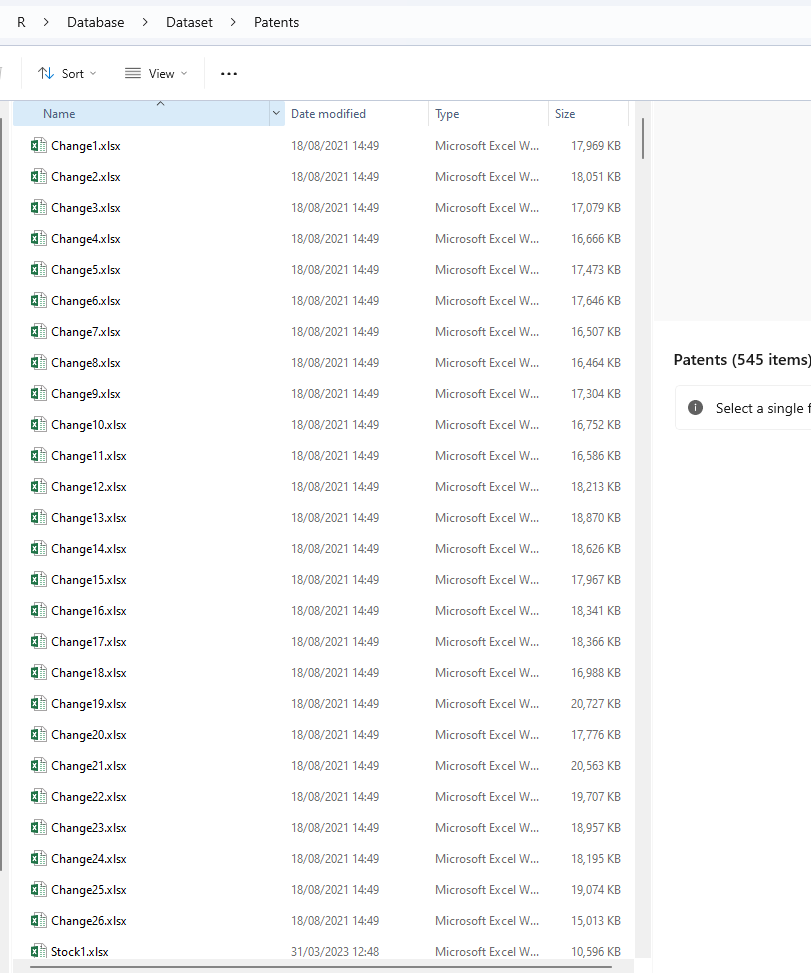 R > Database > Dataset > Patents
Sort View ...
Name Date modified Type Size
Change1.xlsx 18/08/2021 14:49 Microsoft Excel W... 17,969 KB
Change2.xlsx 18/08/2021 14:49 Microsoft Excel W... 18,051 KB
Change3.xlsx 18/08/2021 14:49 Microsoft Excel W... 17,079 KB
Change4.xlsx 18/08/2021 14:49 Microsoft Excel W... 16,666 KB
Change5.xlsx 18/08/2021 14:49 Microsoft Excel W... 17,473 KB
Change6.xlsx 18/08/2021 14:49 Microsoft Excel W... 17,646 KB
Change7.xlsx 18/08/2021 14:49 Microsoft Excel W... 16,507 KB
Change8.xlsx 18/08/2021 14:49 Microsoft Excel W... 16,464 KB
Change9.xlsx 18/08/2021 14:49 Microsoft Excel W... 17,304 KB
Change10.xlsx 18/08/2021 14:49 Microsoft Excel W... 16,752 KB
Change11.xlsx 18/08/2021 14:49 Microsoft Excel W... 16,586 KB
Change12.xlsx 18/08/2021 14:49 Microsoft Excel W... 18,213 KB
Change13.xlsx 18/08/2021 14:49 Microsoft Excel W... 18,870 KB
Change14.xlsx 18/08/2021 14:49 Microsoft Excel W... 18,626 KB
Change15.xlsx 18/08/2021 14:49 Microsoft Excel W... 17,967 KB
Change16.xlsx 18/08/2021 14:49 Microsoft Excel W... 18,341 KB
Change17.xlsx 18/08/2021 14:49 Microsoft Excel W... 18,366 KB
Change18.xlsx 18/08/2021 14:49 Microsoft Excel W... 16,988 KB
Change19.xlsx 18/08/2021 14:49 Microsoft Excel W... 20,727 KB
Change20.xlsx 18/08/2021 14:49 Microsoft Excel W... 17,776 KB
Change21.xlsx 18/08/2021 14:49 Microsoft Excel W... 20,563 KB
Change22.xlsx 18/08/2021 14:49 Microsoft Excel W... 19,707 KB
Change23.xlsx 18/08/2021 14:49 Microsoft Excel W... 18,957 KB
Change24.xlsx 18/08/2021 14:49 Microsoft Excel W... 18,195 KB
Change25.xlsx 18/08/2021 14:49 Microsoft Excel W... 19,074 KB
Change26.xlsx 18/08/2021 14:49 Microsoft Excel W... 15,013 KB
Stock1.xlsx 31/03/2023 12:48 Microsoft Excel W... 10,596 KB
Patents (545 items)
Select a single f